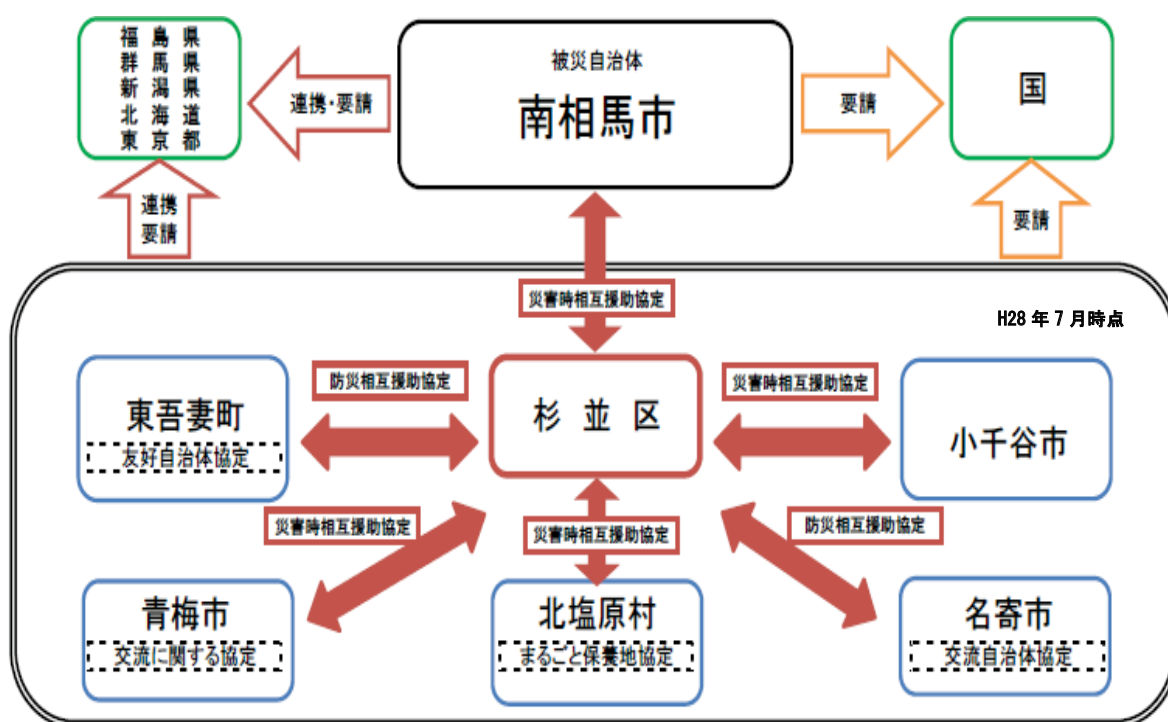 福島県
群馬県
新潟県
北海道
東京都
連携・要請
被災自治体
南相馬市
要請
国
連携
要請
要請
災害時相互援助協定
H28年7月時点
東吾妻町
友好自治体協定
防災相互援助協定
杉並区
災害時相互援助協定
小千谷市
災害時相互援助協定
災害時相互援助協定
防災相互援助協定
青梅市
交流に関する協定
北塩原村
まるごと保養地協定
名寄市
交流自治体協定